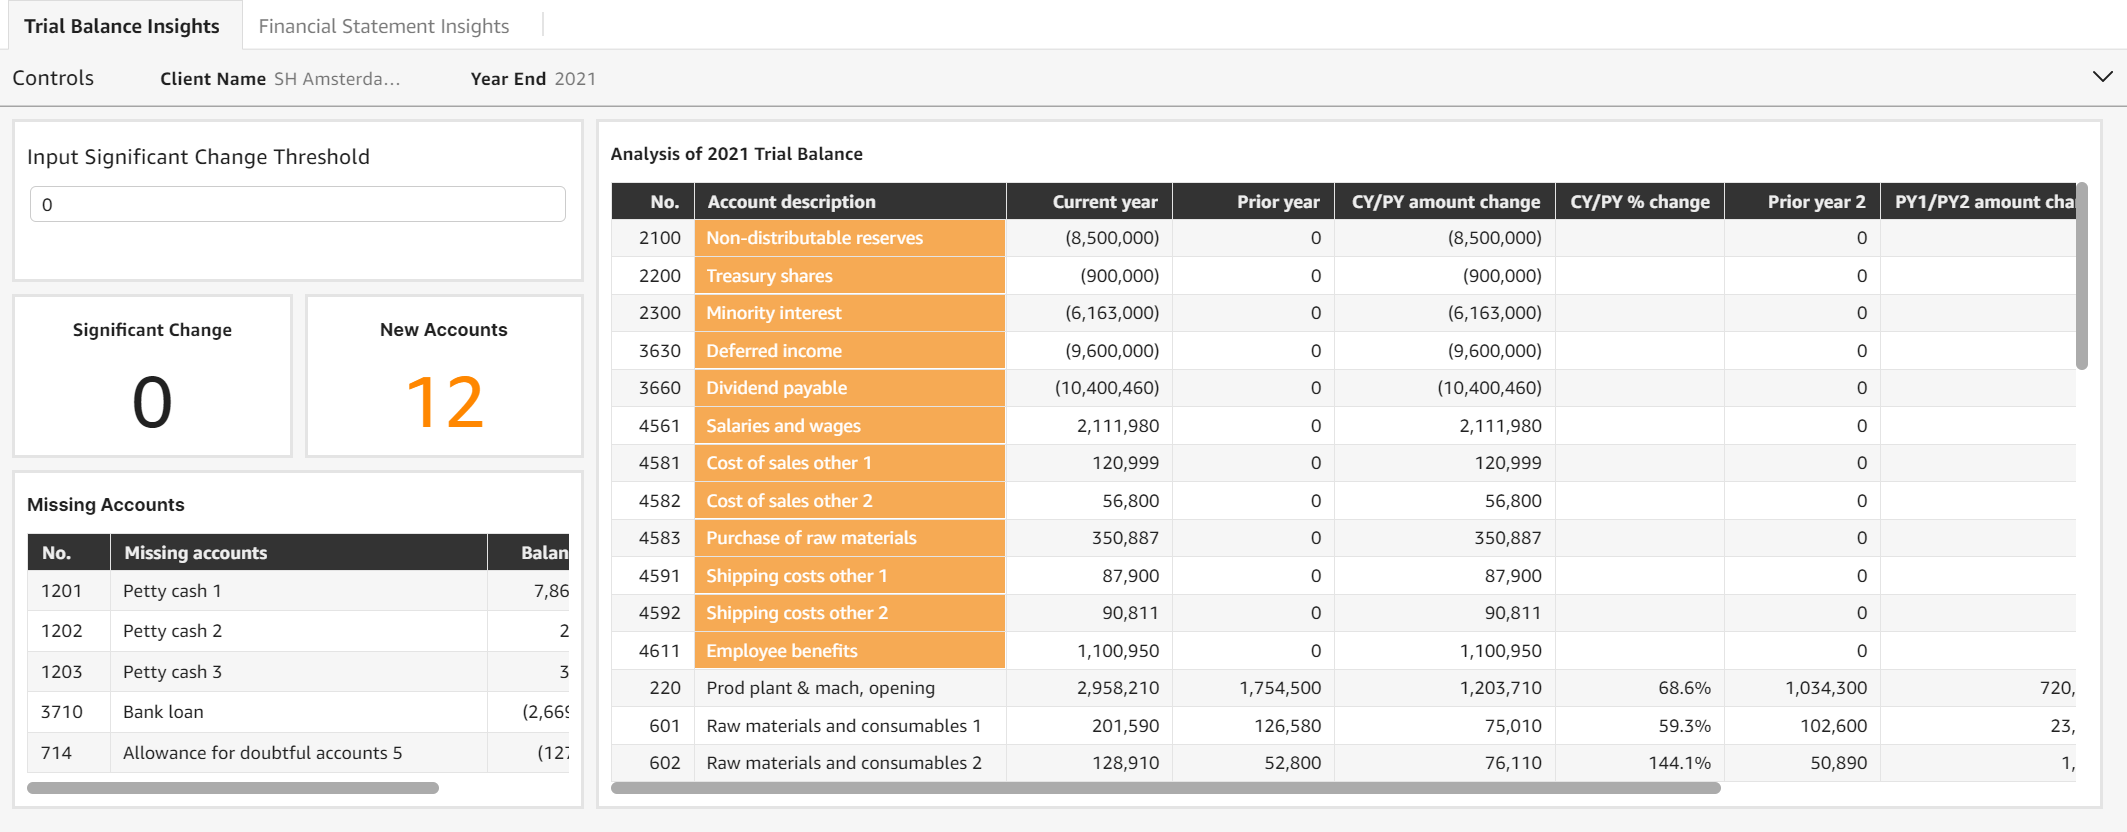 Trial Balance Insights Financial Statement Insights
Controls Client Name SH Amsterda... Year End 2021
Input Significant Change Threshold
0
Significant Change
0
New Accounts
12
Missing Accounts
No. Missing accounts Balan
1201 Petty cash 1 7,86
1202 Petty cash 2 2
1203 Petty cash 3 3
3710 Bank loan (2,669
714 Allowance for doubtful accounts 5 (127
Analysis of 2021 Trial Balance
No. Account description Current year Prior year CY/PY amount change CY/PY % change Prior year 2 PY1/PY2 amount cha
2100 Non-distributable reserves (8,500,000) 0 (8,500,000) 0
2200 Treasury shares (900,000) 0 (900,000) 0
2300 Minority interest (6,163,000) 0 (6,163,000) 0
3630 Deferred income (9,600,000) 0 (9,600,000) 0
3660 Dividend payable (10,400,460) 0 (10,400,460) 0
4561 Salaries and wages 2,111,980 0 2,111,980 0
4581 Cost of sales other 1 120,999 0 120,999 0
4582 Cost of sales other 2 56,800 0 56,800 0
4583 Purchase of raw materials 350,887 0 350,887 0
4591 Shipping costs other 1 87,900 0 87,900 0
4592 Shipping costs other 2 90,811 0 90,811 0
4611 Employee benefits 1,100,950 0 1,100,950 0
220 Prod plant & mach, opening 2,958,210 1,754,500 1,203,710 68.6% 1,034,300 720,
601 Raw materials and consumables 1 201,590 126,580 75,010 59.3% 102,600 23,
602 Raw materials and consumables 2 128,910 52,800 76,110 144.1% 50,890 1,